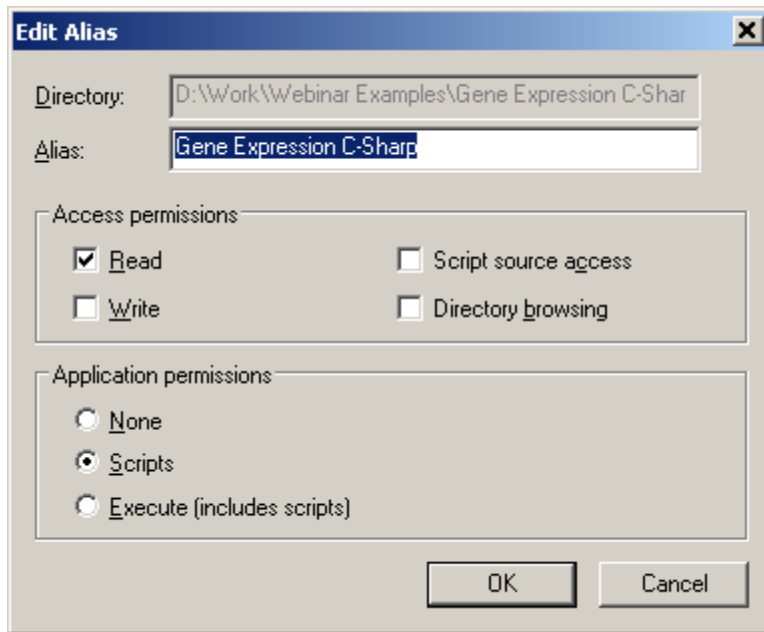 Edit Alias
Directory: D:\Work\Webinar Examples\Gene Expression C-Shar
Alias: Gene Expression C-Sharp
Access permissions
Read Script source access
Write Directory browsing
Application permissions
None
Scripts
Execute (includes scripts)
OK Cancel